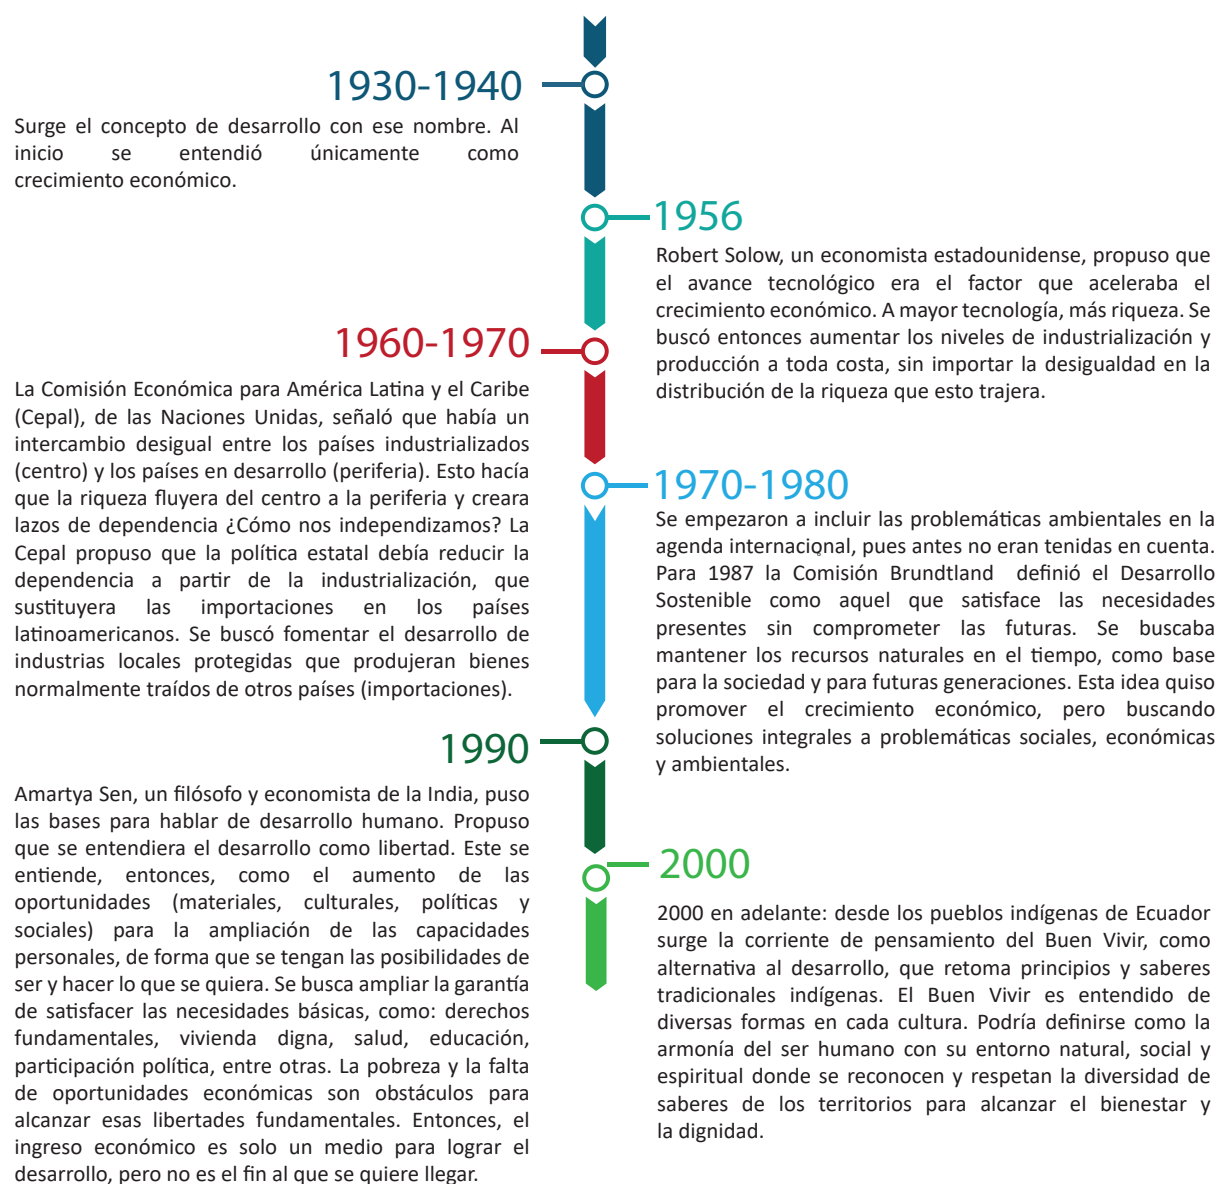 1930-1940
Surge el concepto de desarrollo con ese nombre. Al
inicio se entendió únicamente como
crecimiento económico.
1956
Robert Solow, un economista estadounidense, propuso que
el avance tecnológico era el factor que aceleraba el
crecimiento económico. A mayor tecnología, más riqueza. Se
buscó entonces aumentar los niveles de industrialización y
producción a toda costa, sin importar la desigualdad en la
distribución de la riqueza que esto trajera.
1960-1970
La Comisión Económica para América Latina y el Caribe
(Cepal), de las Naciones Unidas, señaló que había un
intercambio desigual entre los países industrializados
(centro) y los países en desarrollo (periferia). Esto hacía
que la riqueza fluyera del centro a la periferia y creara
lazos de dependencia ¿Cómo nos independizamos? La
Cepal propuso que la política estatal debía reducir la
dependencia a partir de la industrialización, que
sustituyera las importaciones en los países
latinoamericanos. Se buscó fomentar el desarrollo de
industrias locales protegidas que produjeran bienes
normalmente traídos de otros países (importaciones).
1970-1980
Se empezaron a incluir las problemáticas ambientales en la
agenda internacional, pues antes no eran tenidas en cuenta.
Para 1987 la Comisión Brundtland definió el Desarrollo
Sostenible como aquel que satisface las necesidades
presentes sin comprometer las futuras. Se buscaba
mantener los recursos naturales en el tiempo, como base
para la sociedad y para futuras generaciones. Esta idea quiso
promover el crecimiento económico, pero buscando
soluciones integrales a problemáticas sociales, económicas
y ambientales.
1990
Amartya Sen, un filósofo y economista de la India, puso
las bases para hablar de desarrollo humano. Propuso
que se entendiera el desarrollo como libertad. Este se
entiende, entonces, como el aumento de las
oportunidades (materiales, culturales, políticas y
sociales) para la ampliación de las capacidades
personales, de forma que se tengan las posibilidades de
ser y hacer lo que se quiera. Se busca ampliar la garantía
de satisfacer las necesidades básicas, como: derechos
fundamentales, vivienda digna, salud, educación,
participación política, entre otras. La pobreza y la falta
de oportunidades económicas son obstáculos para
alcanzar esas libertades fundamentales. Entonces, el
ingreso económico es solo un medio para lograr el
desarrollo, pero no es el fin al que se quiere llegar.
2000
2000 en adelante: desde los pueblos indígenas de Ecuador
surge la corriente de pensamiento del Buen Vivir, como
alternativa al desarrollo, que retoma principios y saberes
tradicionales indígenas. El Buen Vivir es entendido de
diversas formas en cada cultura. Podría definirse como la
armonía del ser humano con su entorno natural, social y
espiritual donde se reconocen y respetan la diversidad de
saberes de los territorios para alcanzar el bienestar y
la dignidad.